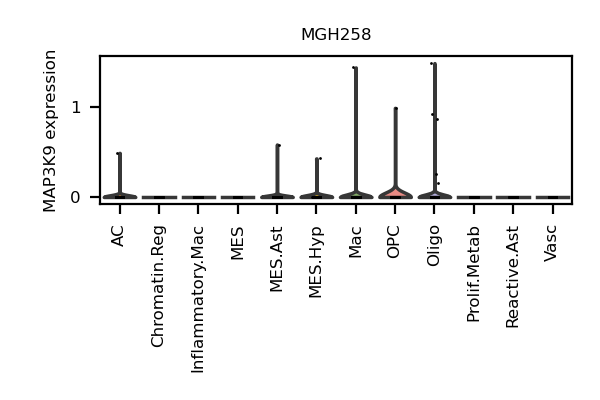 MGH258
MAP3K9 expression
1
0
AC
Chromatin.Reg
Inflammatory.Mac
MES
MES.Ast
MES.Hyp
Mac
OPC
Oligo
Prolif.Metab
Reactive.Ast
Vasc